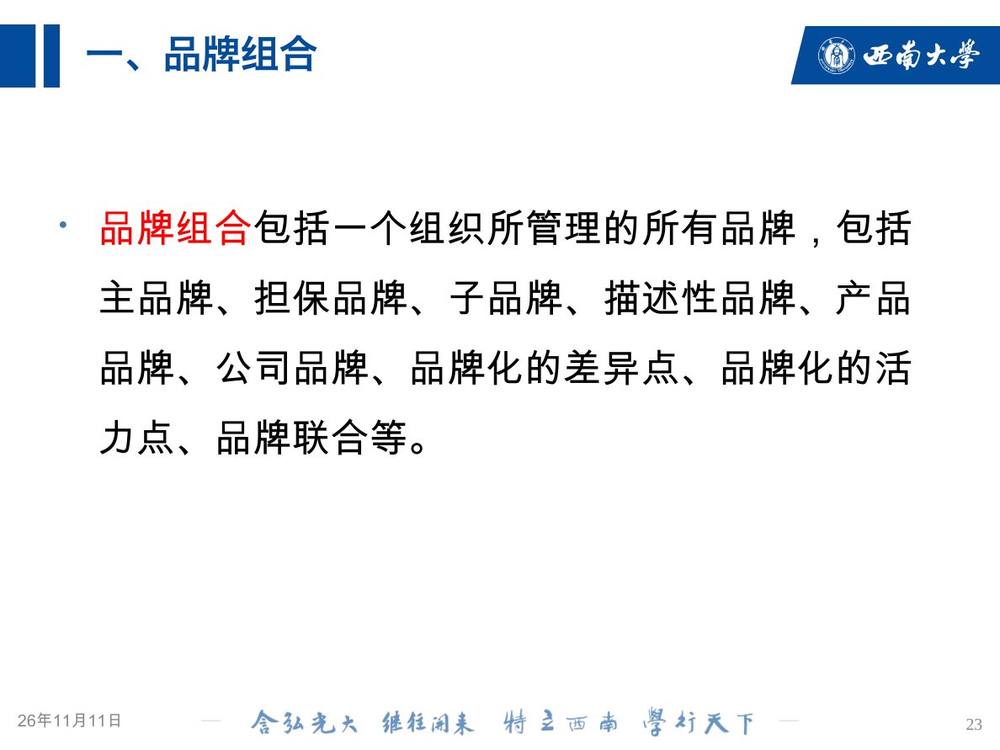 一、品牌组合
西南大学
• 品牌组合包括一个组织所管理的所有品牌，包括
主品牌、担保品牌、子品牌、描述性品牌、产品
品牌、公司品牌、品牌化的差异点、品牌化的活
力点、品牌联合等。
26年11月11日
含弘光大 继往开来 特立西南 學行天下
23